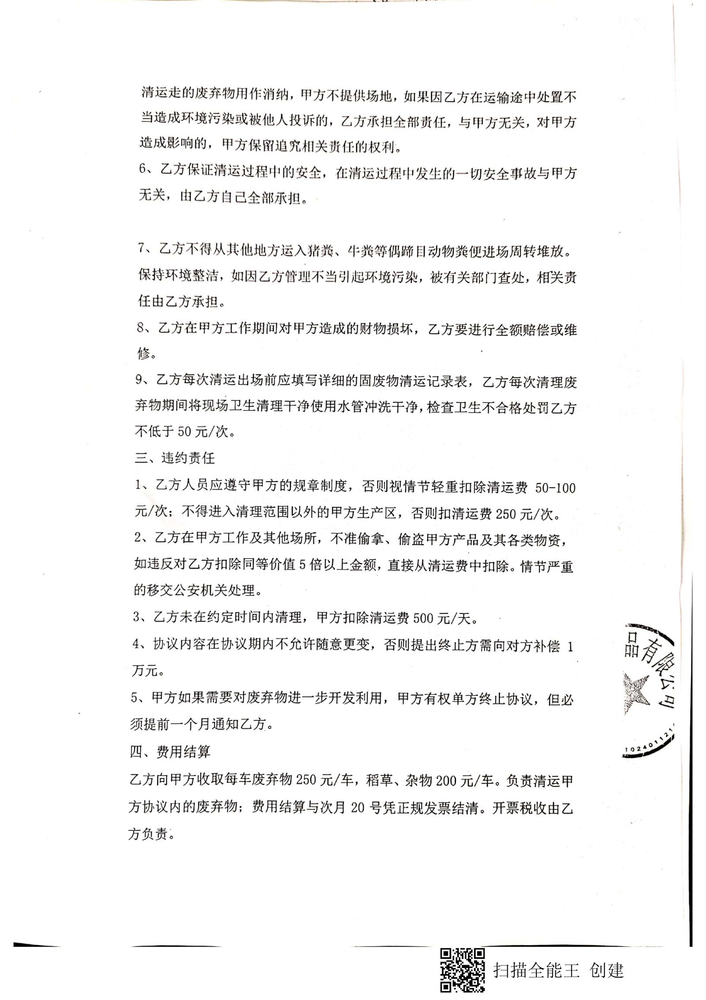 清运走的废弃物用作消纳，甲方不提供场地，如果因乙方在运输途中处置不
当造成环境污染或被他人投诉的，乙方承担全部责任，与甲方无关，对甲方
造成影响的，甲方保留追究相关责任的权利。
6、乙方保证清运过程中的安全，在清运过程中发生的一切安全事故与甲方
无关，由乙方自己全部承担。
7、乙方不得从其他地方运入猪粪、牛粪等偶蹄目动物粪便进场周转堆放。
保持环境整洁，如因乙方管理不当引起环境污染，被有关部门查处，相关责
任由乙方承担。
8、乙方在甲方工作期间对甲方造成的财物损坏，乙方要进行全额赔偿或维
修。
9、乙方每次清运出场前应填写详细的固废物清运记录表，乙方每次清理废
弃物期间将现场卫生清理干净使用水管冲洗干净，检查卫生不合格处罚乙方
不低于50元/次。
三、违约责任
1、乙方人员应遵守甲方的规章制度，否则视情节轻重扣除清运费 50-100
元/次；不得进入清理范围以外的甲方生产区，否则扣清运费250元/次。
2、乙方在甲方工作及其他场所，不准偷拿、偷盗甲方产品及其各类物资，
如违反对乙方扣除同等价值5倍以上金额，直接从清运费中扣除。情节严重
的移交公安机关处理。
3、乙方未在约定时间内清理，甲方扣除清运费500元/天。
4、协议内容在协议期内不允许随意更变，否则提出终止方需向对方补偿 1
万元。
5、甲方如果需要对废弃物进一步开发利用，甲方有权单方终止协议，但必
须提前一个月通知乙方。
四、费用结算
乙方向甲方收取每车废弃物250元/车，稻草、杂物200元/车。负责清运甲
方协议内的废弃物；费用结算与次月20号凭正规发票结清。开票税收由乙
方负责。
品有限公司
102401121
扫描全能王 创建